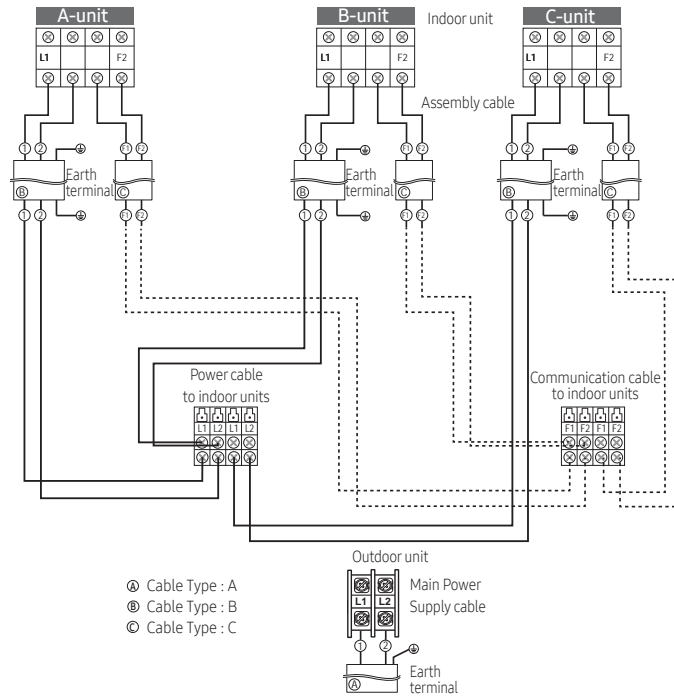 A-unit
B-unit
Indoor unit
C-unit
L1 F2
L1 F2
L1 F2
Assembly cable
1 2 F1 F2
1 2 F1 F2
1 2 F1 F2
Earth
terminal
Earth
terminal
Earth
terminal
B C
B C
B C
1 2 F1 F2
1 2 F1 F2
1 2 F1 F2
Power cable
to indoor units
L1 L2 L1 L2
Communication cable
to indoor units
F1 F2 F1 F2
Ⓐ Cable Type : A
Ⓑ Cable Type : B
Ⓒ Cable Type : C
Outdoor unit
L1 L2
Main Power
Supply cable
1 2
A
Earth
terminal